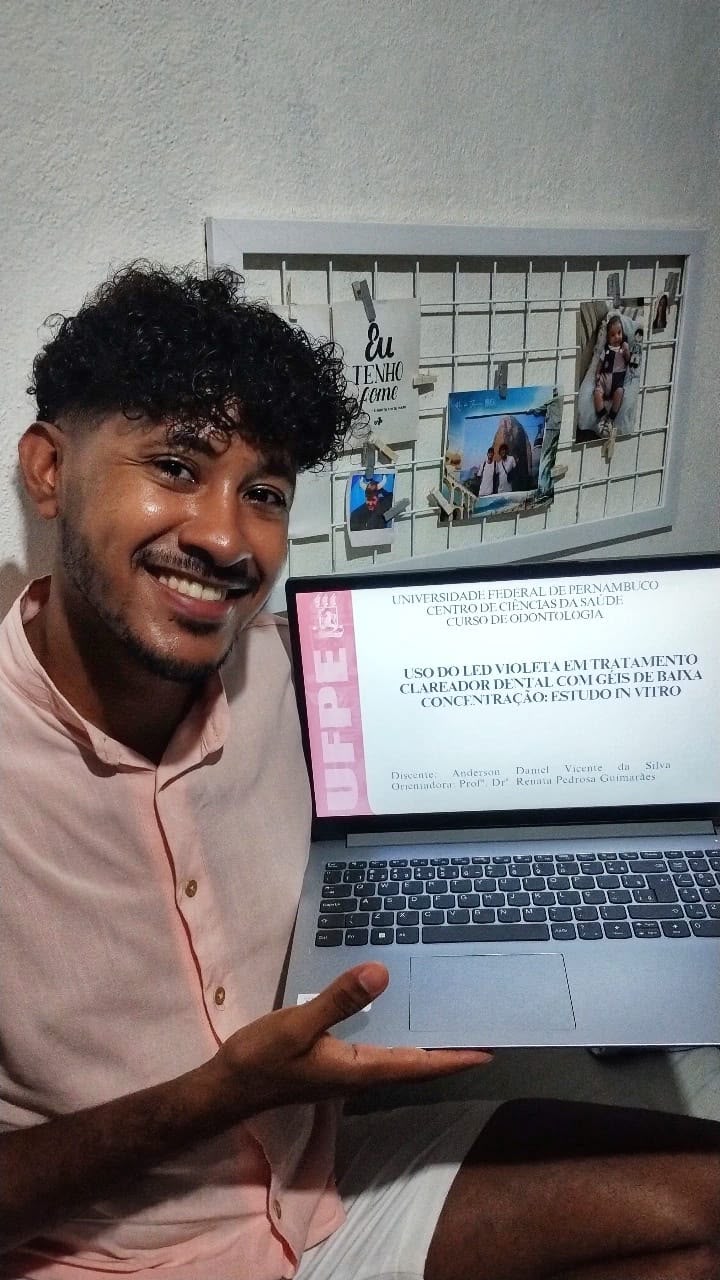 Eu
TENHO
fome
UFPE
UNIVERSIDADE FEDERAL DE PERNAMBUCO
CENTRO DE CIÊNCIAS DA SAÚDE
CURSO DE ODONTOLOGIA
USO DO LED VIOLETA EM TRATAMENTO
CLAREADOR DENTAL COM GÉIS DE BAIXA
CONCENTRAÇÃO: ESTUDO IN VITRO
Discente: Anderson Daniel Vicente da Silva
Orientadora: Profª. Drª Renata Pedrosa Guimarães
Q W E R T Y U I O P
A S D F G H J K L
Z X C V B N M